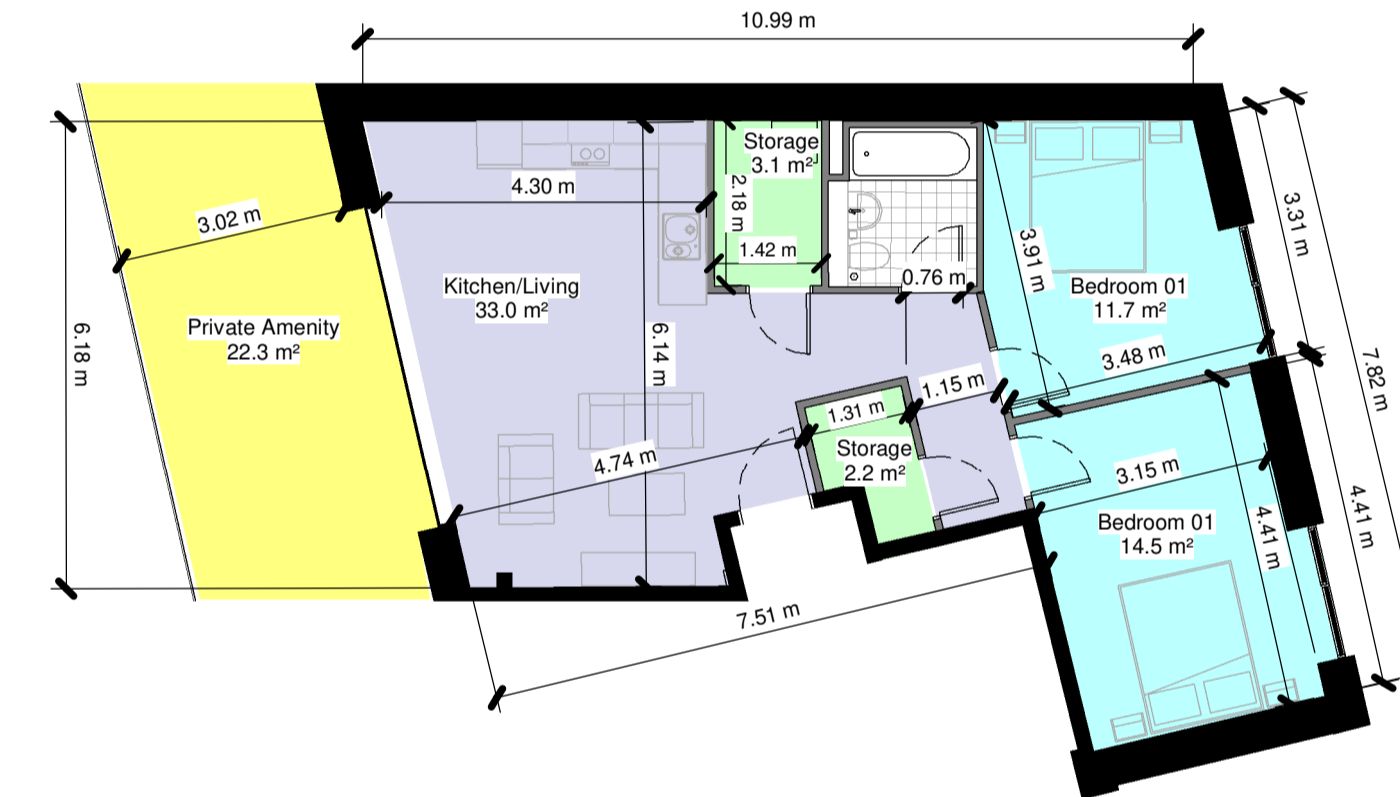 10.99 m
Storage
3.1 m²
4.30 m
2.18 m
3.02 m
3.31 m
1.42 m
3.91 m
0.76 m
Kitchen/Living
33.0 m²
Bedroom 01
11.7 m²
Private Amenity
22.3 m²
6.18 m
6.14 m
3.48 m
7.82 m
1.15 m
1.31 m
4.74 m
Storage
2.2 m²
3.15 m
4.41 m
4.41 m
Bedroom 01
14.5 m²
7.51 m